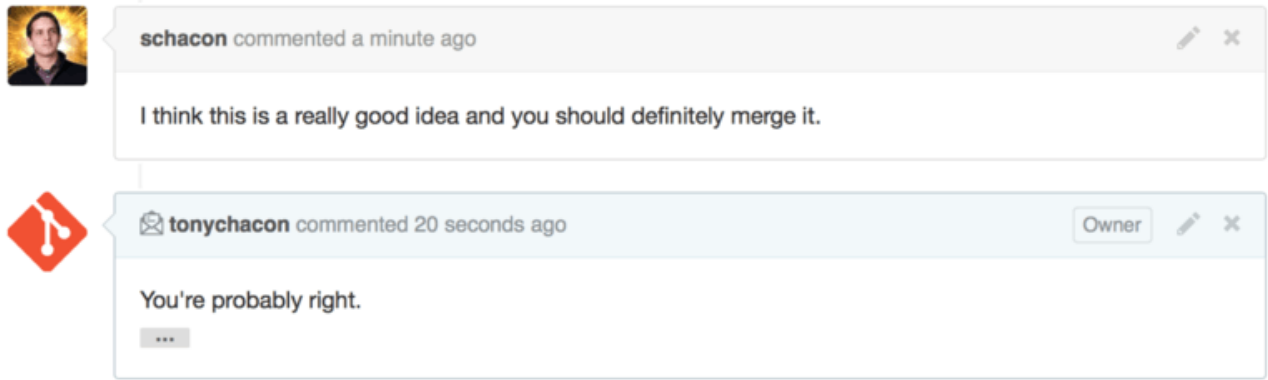 schacon commented a minute ago
I think this is a really good idea and you should definitely merge it.
tonychacon commented 20 seconds ago
Owner
You're probably right.
...